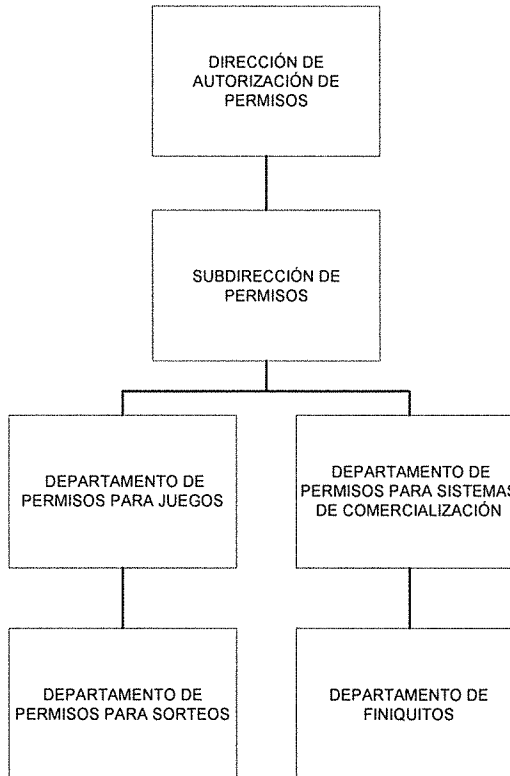 DIRECCIÓN DE
AUTORIZACIÓN DE
PERMISOS
SUBDIRECCIÓN DE
PERMISOS
DEPARTAMENTO DE
PERMISOS PARA JUEGOS
DEPARTAMENTO DE
PERMISOS PARA SISTEMAS
DE COMERCIALIZACIÓN
DEPARTAMENTO DE
PERMISOS PARA SORTEOS
DEPARTAMENTO DE
FINIQUITOS